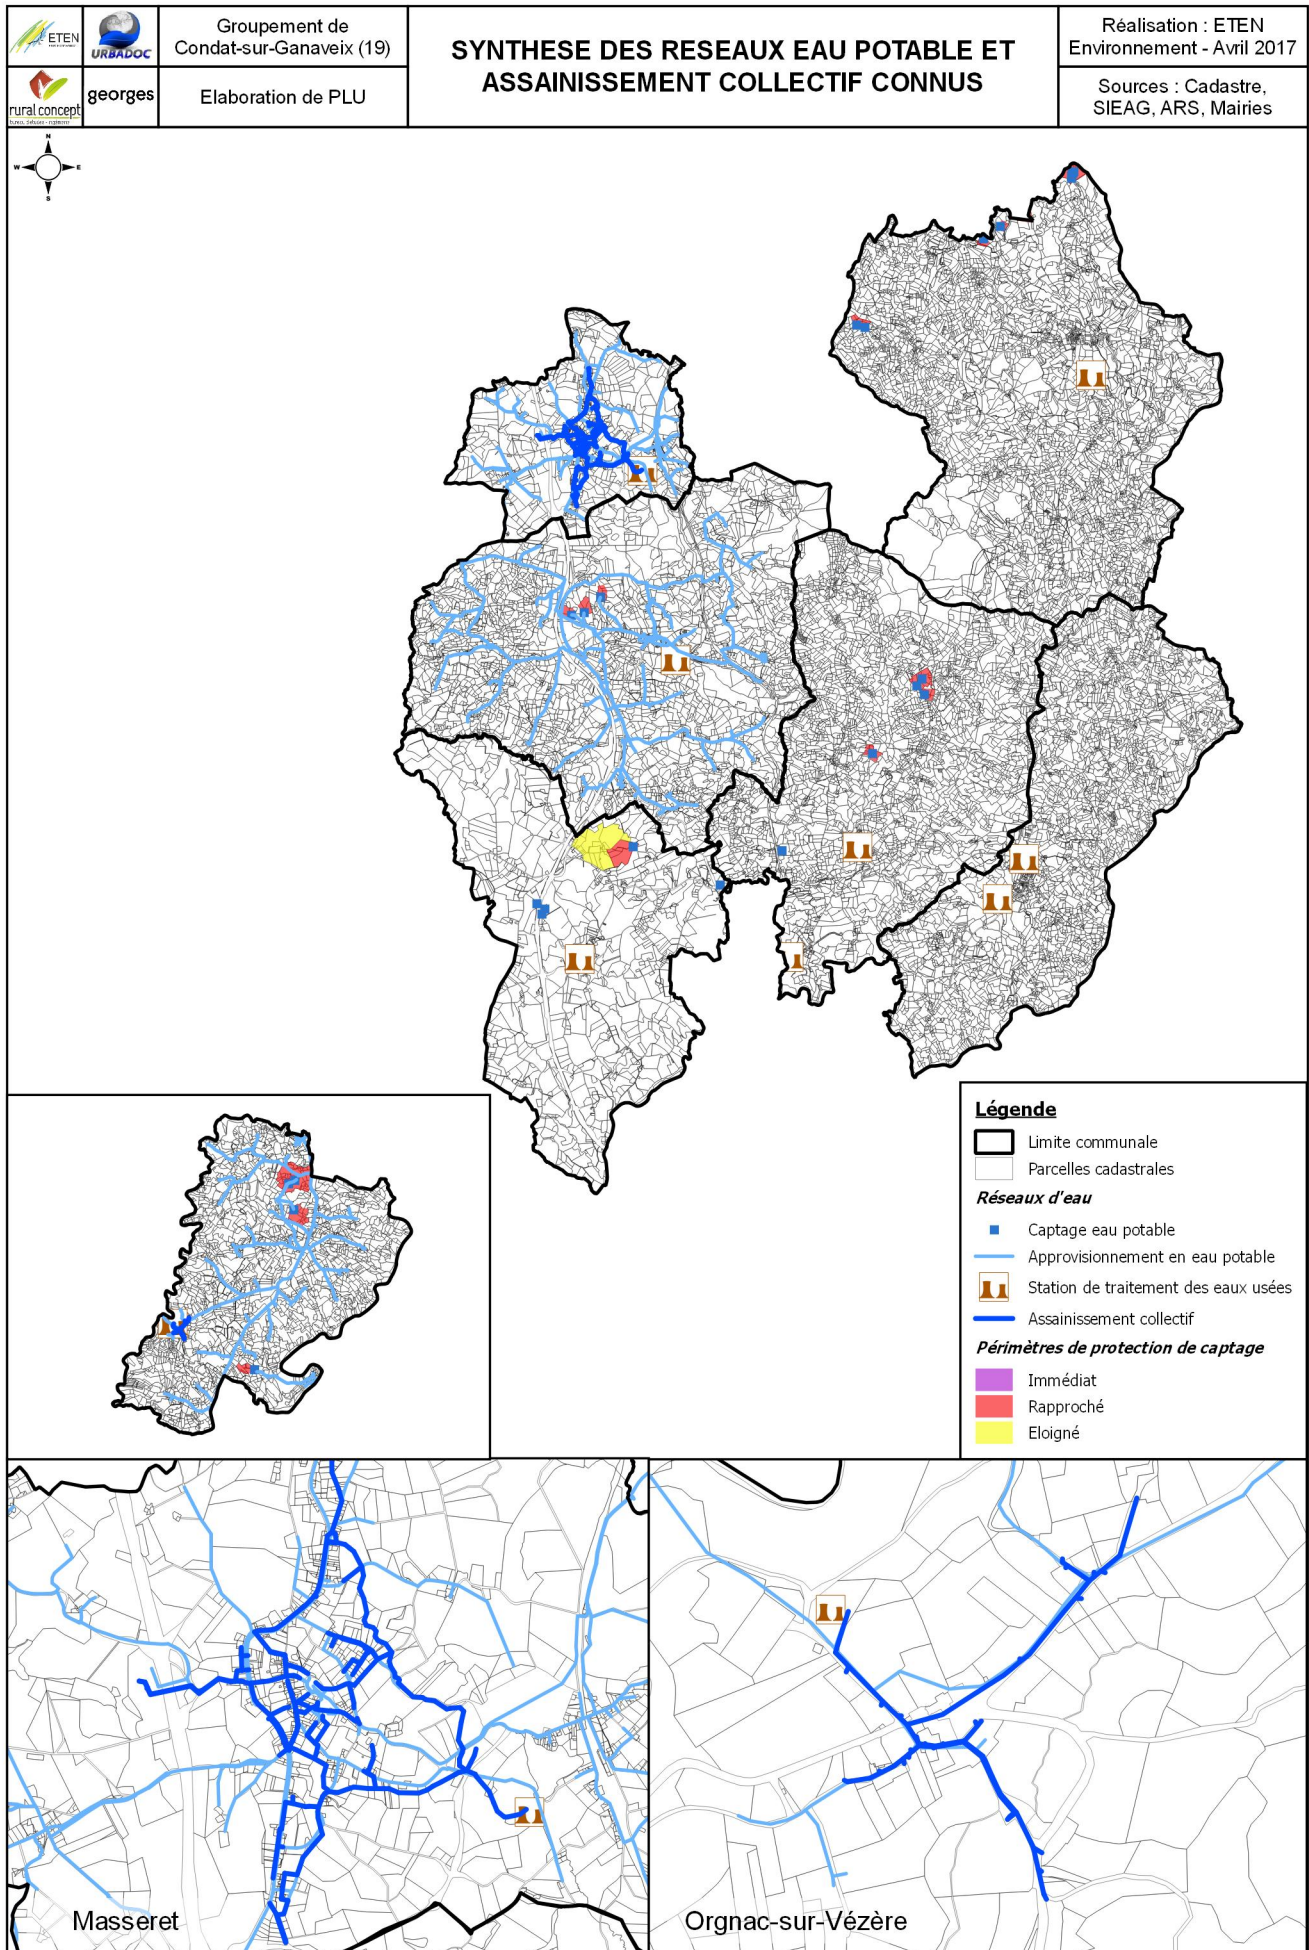 ETEN
URBADOC
rural concept
georges
Groupement de
Condat-sur-Ganaveix (19)
Elaboration de PLU
SYNTHESE DES RESEAUX EAU POTABLE ET
ASSAINISSEMENT COLLECTIF CONNUS
Réalisation : ETEN
Environnement - Avril 2017
Sources : Cadastre,
SIEAG, ARS, Mairies
N
W
E
S
Légende
Limite communale
Parcelles cadastrales
Réseaux d'eau
Captage eau potable
Approvisionnement en eau potable
Station de traitement des eaux usées
Assainissement collectif
Périmètres de protection de captage
Immédiat
Rapproché
Eloigné
Masseret
Orgnac-sur-Vézère